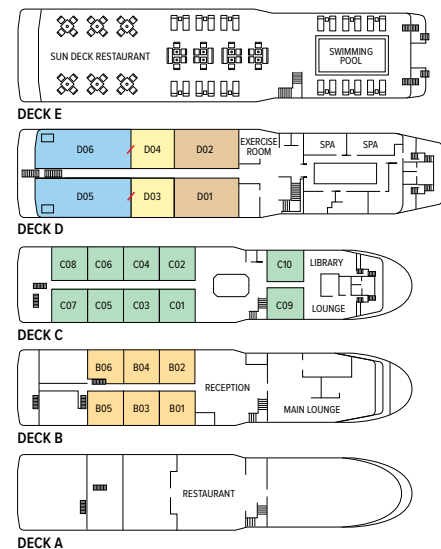 SUN DECK RESTAURANT
SWIMMING
POOL
DECK E
D06
D04
D02
EXERCISE
ROOM
SPA
SPA
D05
D03
D01
DECK D
C08
C06
C04
C02
C10
LIBRARY
C07
C05
C03
C01
C09
LOUNGE
DECK C
B06
B04
B02
RECEPTION
B05
B03
B01
MAIN LOUNGE
DECK B
RESTAURANT
DECK A